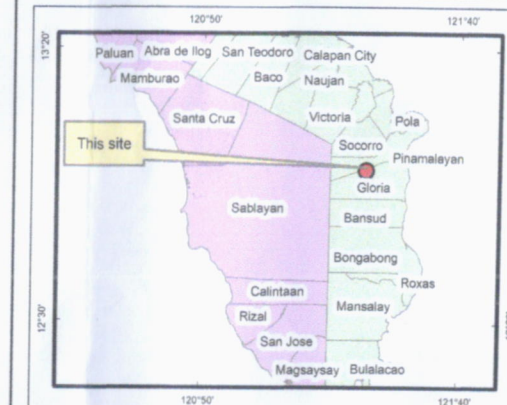 120°50' 121°40'
13°20'
Paluan Abra de Ilog San Teodoro Calapan City
Mamburao Baco Naujan
Santa Cruz Victoria Pola
This site Socorro
Pinamalayan
Gloria
Sablayan Bansud
Bongabong
Calintaan Roxas
Rizal Mansalay
12°30'
San Jose
Magsaysay Bulalacao
120°50' 121°40'